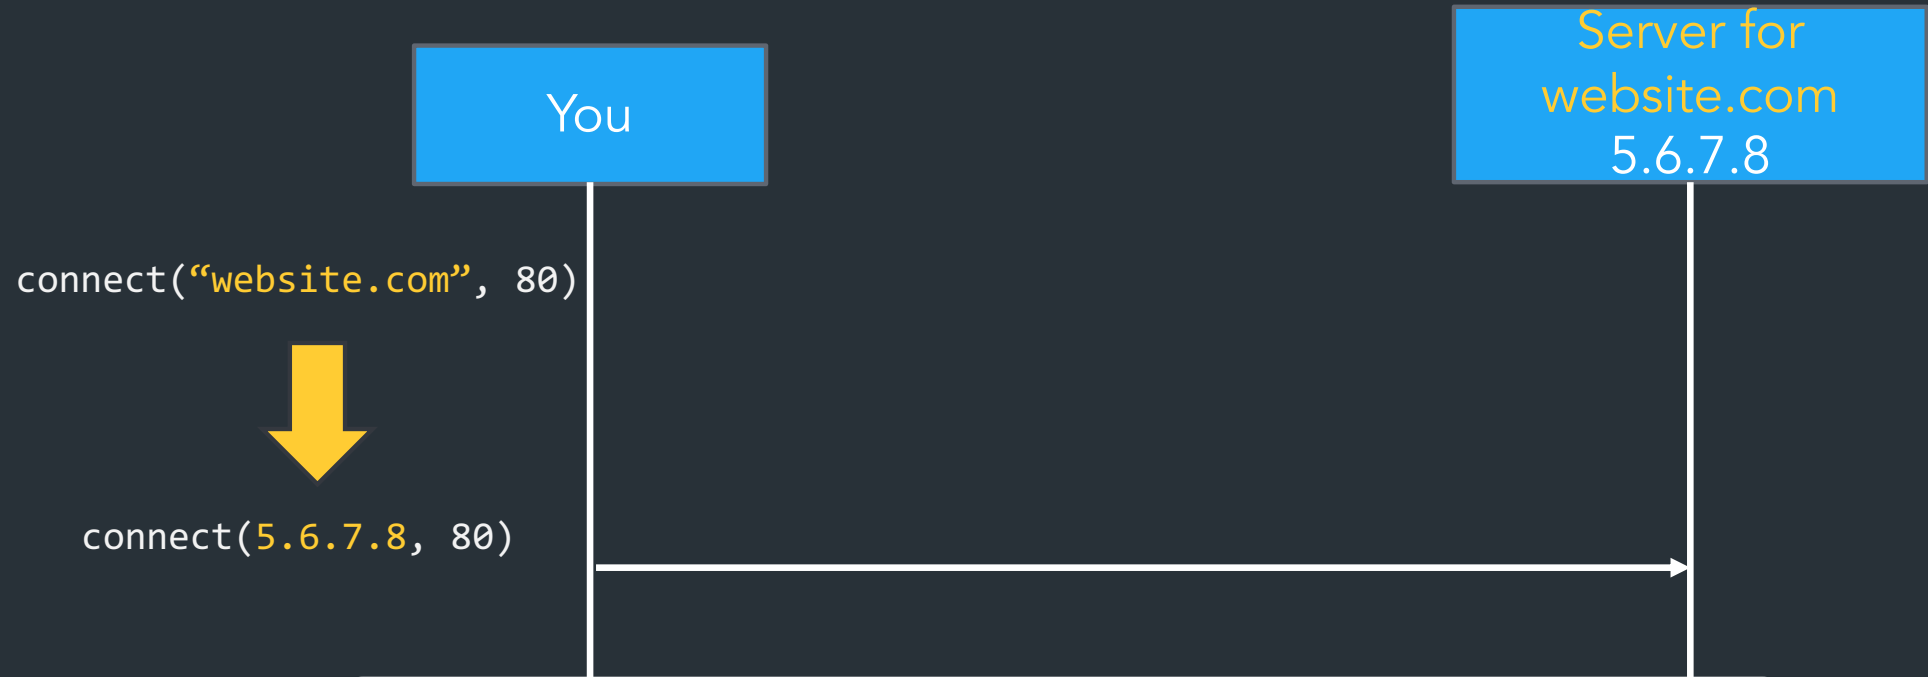 You
Server for
website.com
5.6.7.8
connect(“website.com”, 80)
connect(5.6.7.8, 80)